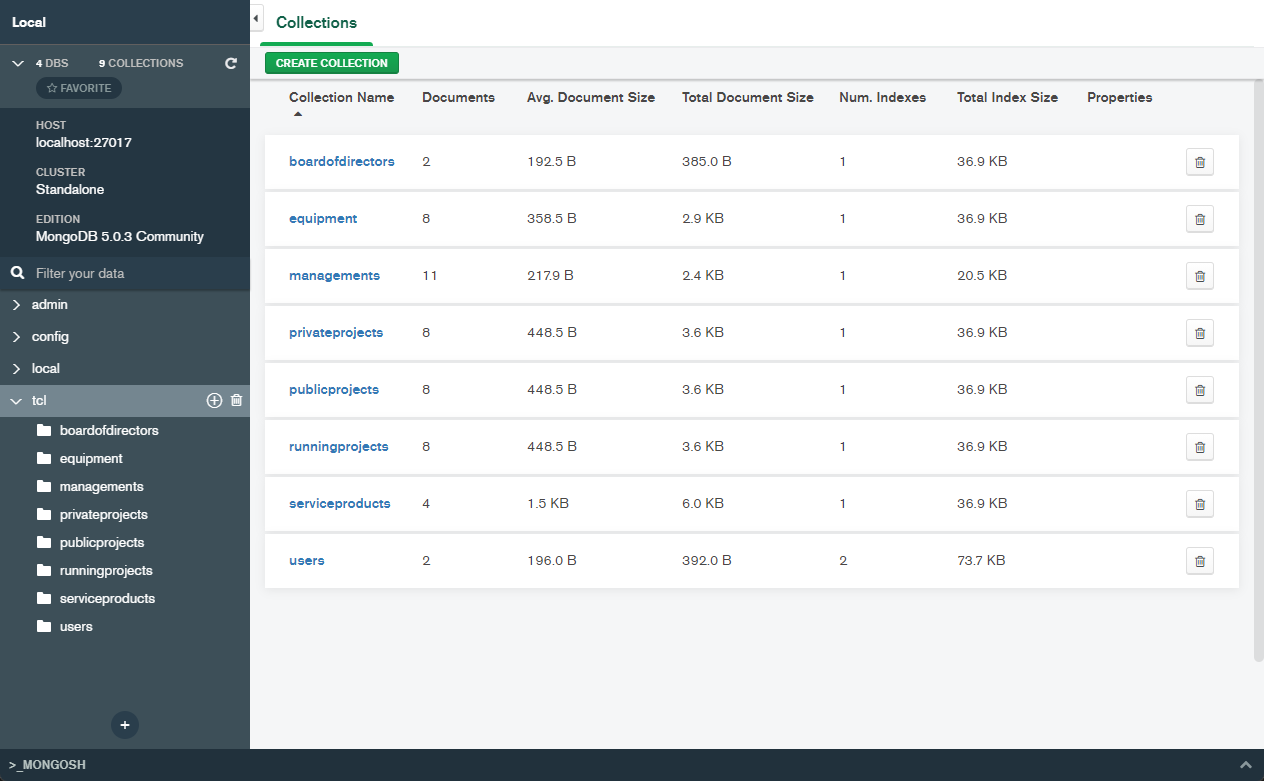 Local
4 DBS 9 COLLECTIONS
FAVORITE
HOST
localhost:27017
CLUSTER
Standalone
EDITION
MongoDB 5.0.3 Community
Filter your data
admin
config
local
tcl
boardofdirectors
equipment
managements
privateprojects
publicprojects
runningprojects
serviceproducts
users
+
Collections
CREATE COLLECTION
Collection Name Documents Avg. Document Size Total Document Size Num. Indexes Total Index Size Properties
boardofdirectors 2 192.5 B 385.0 B 1 36.9 KB
equipment 8 358.5 B 2.9 KB 1 36.9 KB
managements 11 217.9 B 2.4 KB 1 20.5 KB
privateprojects 8 448.5 B 3.6 KB 1 36.9 KB
publicprojects 8 448.5 B 3.6 KB 1 36.9 KB
runningprojects 8 448.5 B 3.6 KB 1 36.9 KB
serviceproducts 4 1.5 KB 6.0 KB 1 36.9 KB
users 2 196.0 B 392.0 B 2 73.7 KB
>_MONGOSH